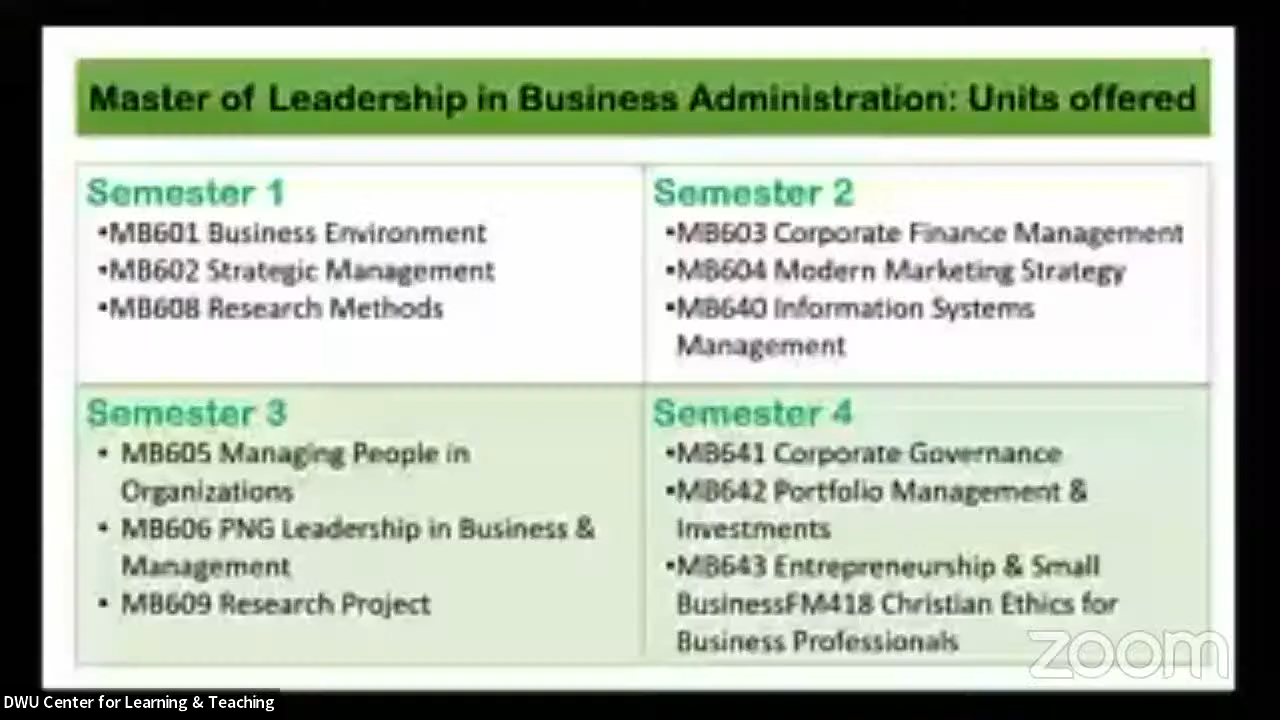 Master of Leadership in Business Administration: Units offered
Semester 1
•MB601 Business Environment
•MB602 Strategic Management
•MB608 Research Methods
Semester 2
•MB603 Corporate Finance Management
•MB604 Modern Marketing Strategy
•MB640 Information Systems
Management
Semester 3
• MB605 Managing People in
Organizations
• MB606 PNG Leadership in Business &
Management
• MB609 Research Project
Semester 4
•MB641 Corporate Governance
•MB642 Portfolio Management &
Investments
•MB643 Entrepreneurship & Small
BusinessFM418 Christian Ethics for
Business Professionals
zoom
DWU Center for Learning & Teaching